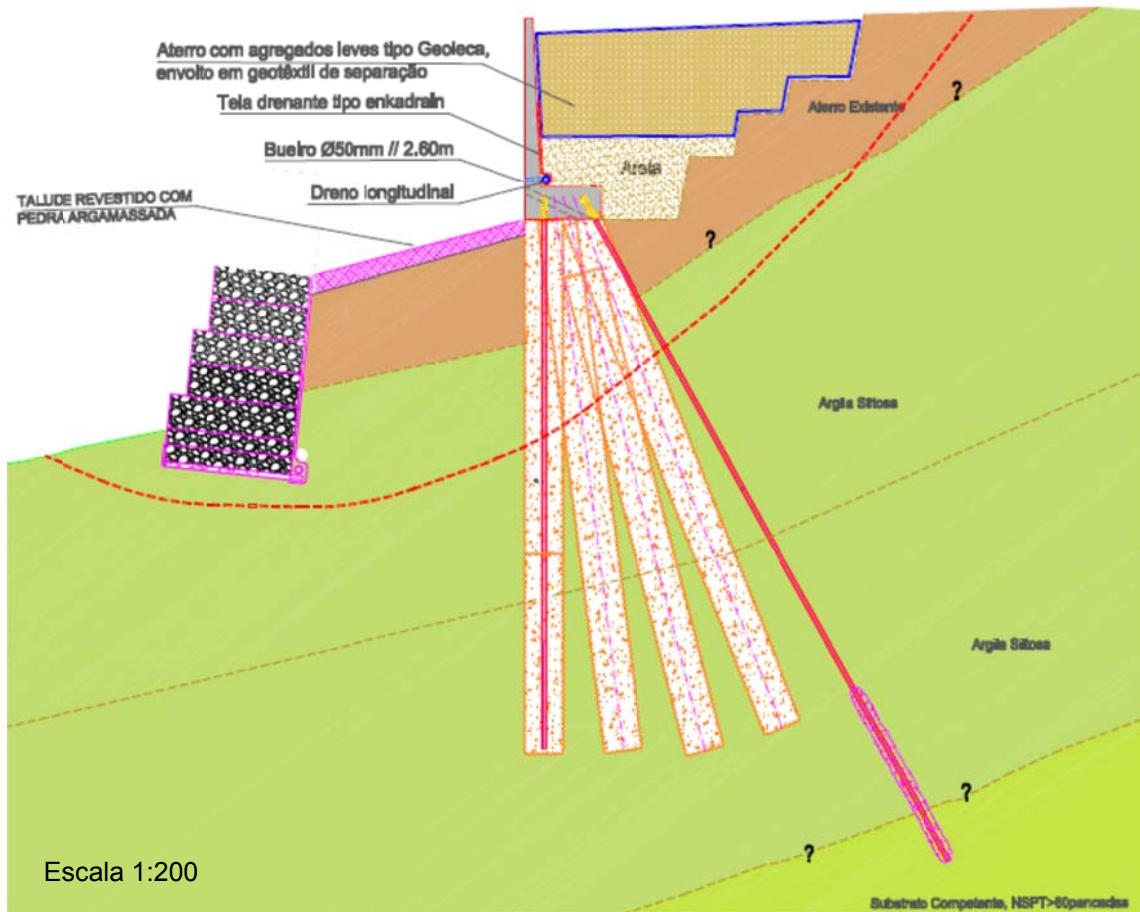 Aterro com agregados leves tipo Geoleca,
envolto em geotêxtil de separação
Tela drenante tipo enkadrain
Bueiro Ø50mm // 2.60m
Dreno longitudinal
TALUDE REVESTIDO COM
PEDRA ARGAMASSADA
Aterro Existente
?
Areia
?
Argila Siltosa
Argila Siltosa
?
?
Escala 1:200
Substrato Competente, NSPT>60pancadas